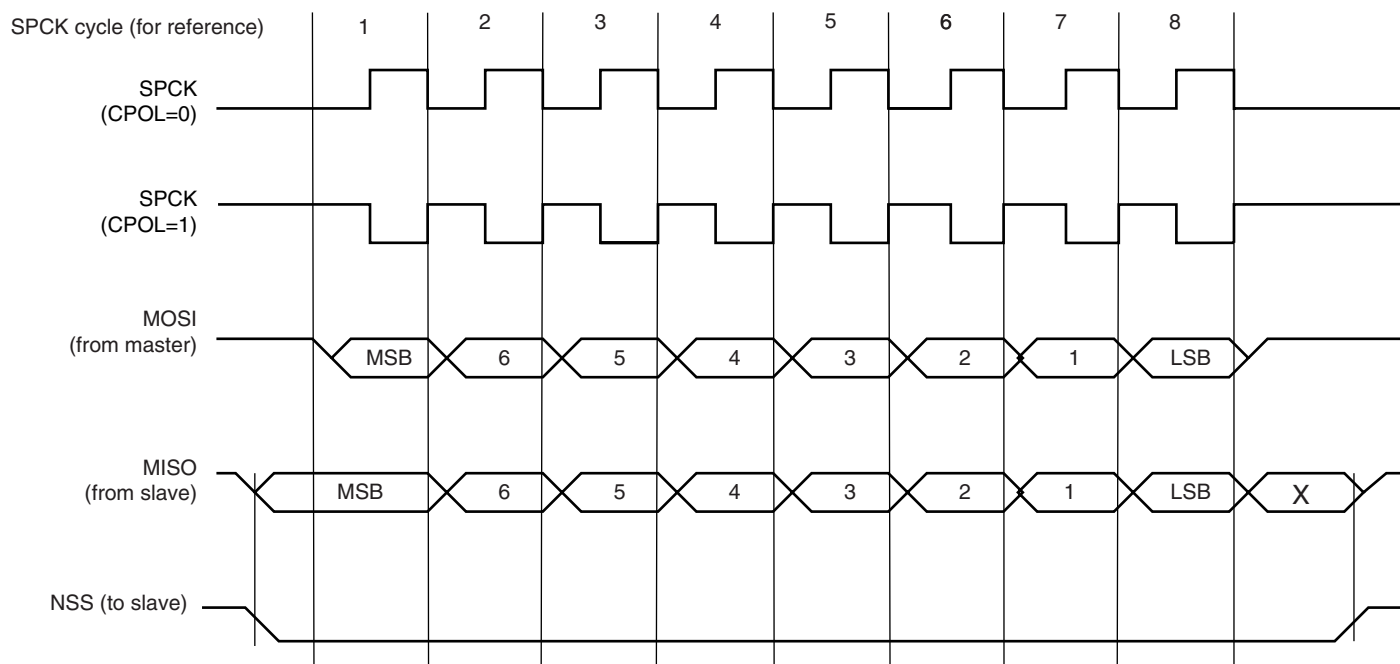 SPCK cycle (for reference) 1 2 3 4 5 6 7 8
SPCK
(CPOL=0)
SPCK
(CPOL=1)
MOSI
(from master)
MSB 6 5 4 3 2 1 LSB
MISO
(from slave)
MSB 6 5 4 3 2 1 LSB X
NSS (to slave)